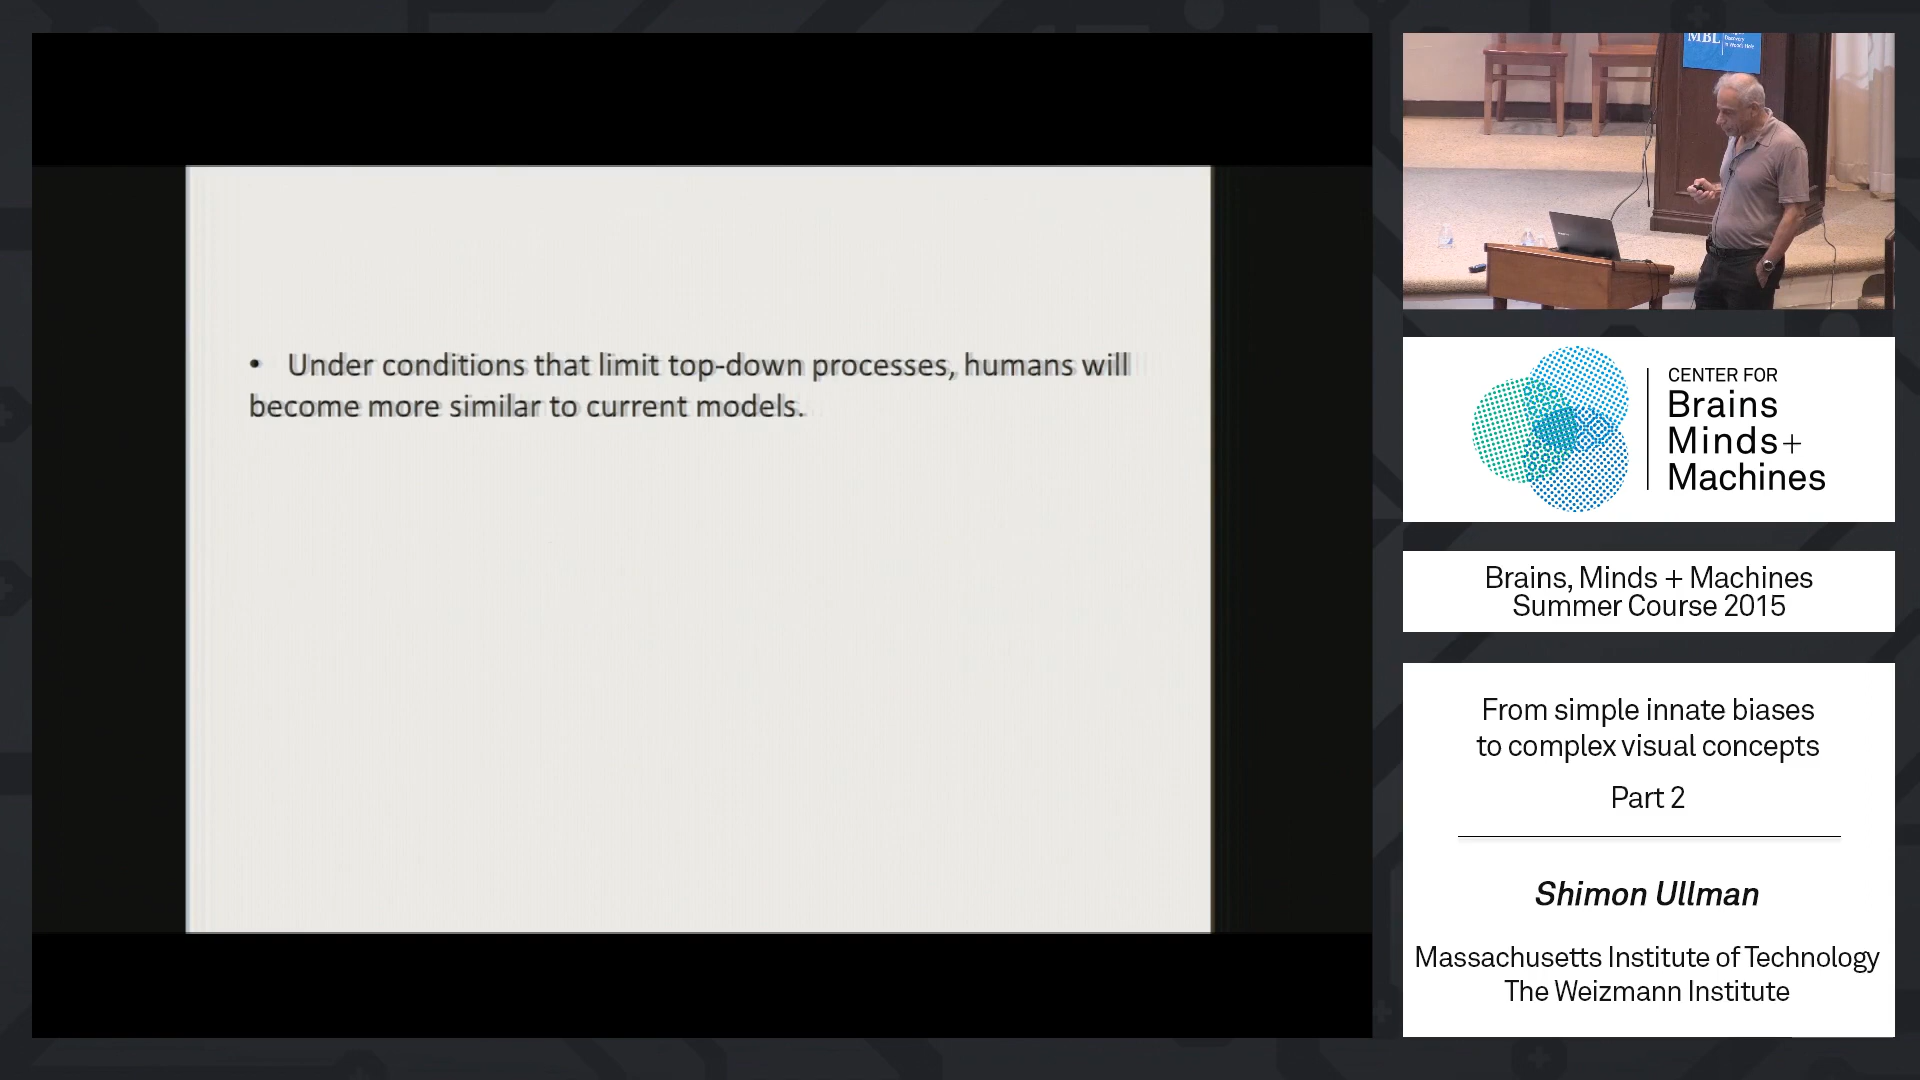 • Under conditions that limit top-down processes, humans will
become more similar to current models.
MBL
CENTER FOR
Brains
Minds+
Machines
Brains, Minds + Machines
Summer Course 2015
From simple innate biases
to complex visual concepts
Part 2
Shimon Ullman
Massachusetts Institute of Technology
The Weizmann Institute